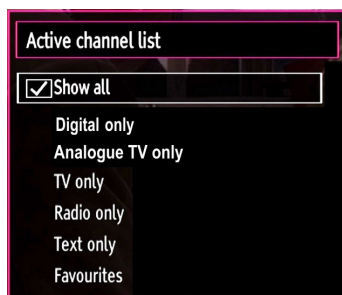 Active channel list
Show all
Digital only
Analogue TV only
TV only
Radio only
Text only
Favourites